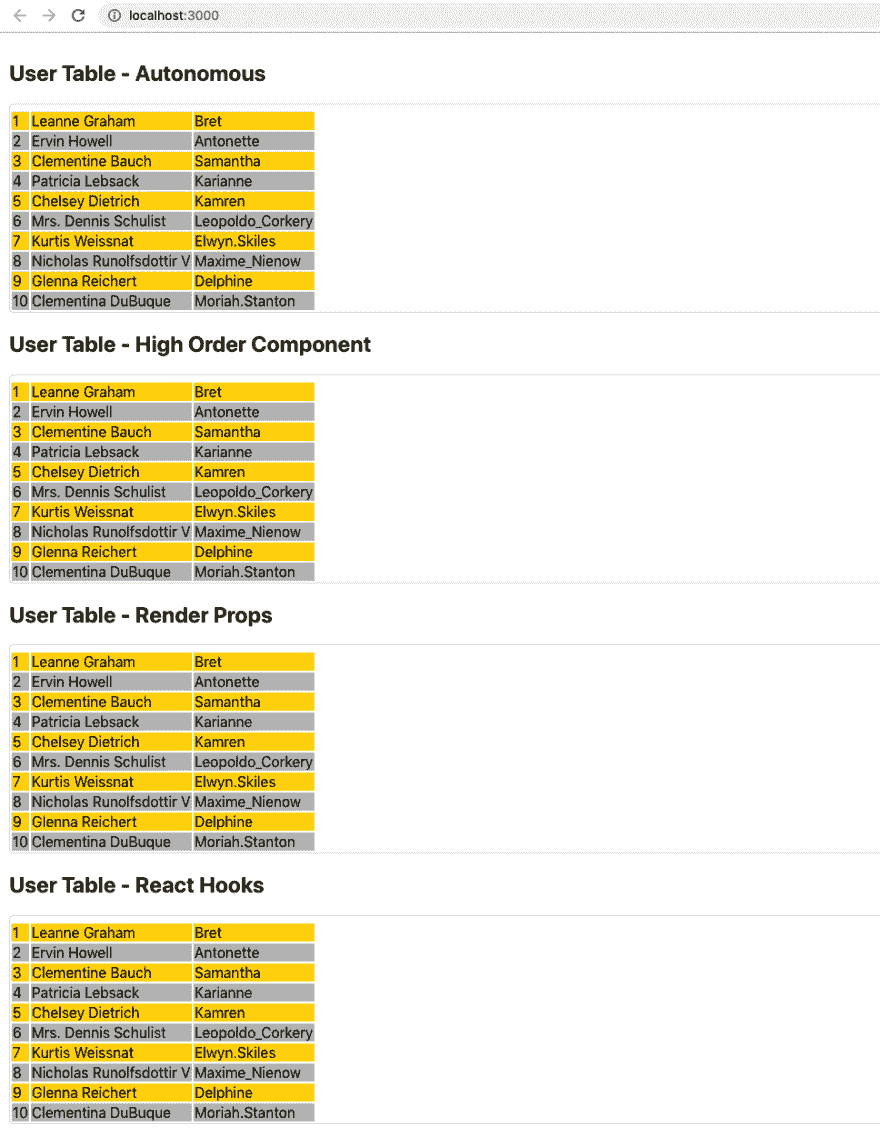 localhost:3000
User Table - Autonomous
1 Leanne Graham Bret
2 Ervin Howell Antonette
3 Clementine Bauch Samantha
4 Patricia Lebsack Karianne
5 Chelsey Dietrich Kamren
6 Mrs. Dennis Schulist Leopoldo_Corkery
7 Kurtis Weissnat Elwyn.Skiles
8 Nicholas Runolfsdottir V Maxime_Nienow
9 Glenna Reichert Delphine
10 Clementina DuBuque Moriah.Stanton
User Table - High Order Component
1 Leanne Graham Bret
2 Ervin Howell Antonette
3 Clementine Bauch Samantha
4 Patricia Lebsack Karianne
5 Chelsey Dietrich Kamren
6 Mrs. Dennis Schulist Leopoldo_Corkery
7 Kurtis Weissnat Elwyn.Skiles
8 Nicholas Runolfsdottir V Maxime_Nienow
9 Glenna Reichert Delphine
10 Clementina DuBuque Moriah.Stanton
User Table - Render Props
1 Leanne Graham Bret
2 Ervin Howell Antonette
3 Clementine Bauch Samantha
4 Patricia Lebsack Karianne
5 Chelsey Dietrich Kamren
6 Mrs. Dennis Schulist Leopoldo_Corkery
7 Kurtis Weissnat Elwyn.Skiles
8 Nicholas Runolfsdottir V Maxime_Nienow
9 Glenna Reichert Delphine
10 Clementina DuBuque Moriah.Stanton
User Table - React Hooks
1 Leanne Graham Bret
2 Ervin Howell Antonette
3 Clementine Bauch Samantha
4 Patricia Lebsack Karianne
5 Chelsey Dietrich Kamren
6 Mrs. Dennis Schulist Leopoldo_Corkery
7 Kurtis Weissnat Elwyn.Skiles
8 Nicholas Runolfsdottir V Maxime_Nienow
9 Glenna Reichert Delphine
10 Clementina DuBuque Moriah.Stanton